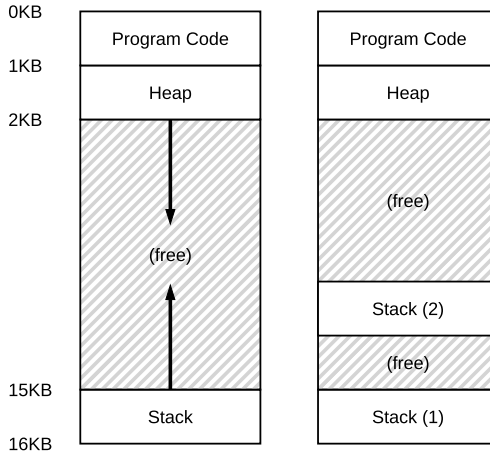 0KB
Program Code
1KB
Heap
2KB
(free)
15KB
Stack
16KB
Program Code
Heap
(free)
Stack (2)
(free)
Stack (1)